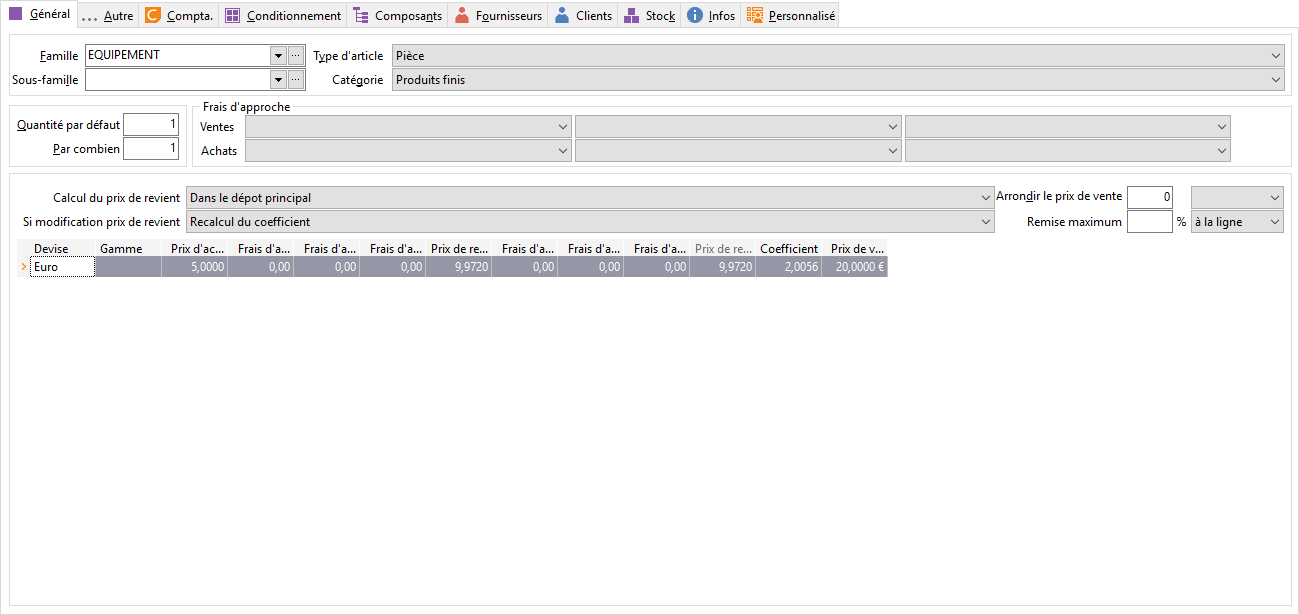 Général ... Autre Compta. Conditionnement Composants Fournisseurs Clients Stock Infos Personnalisé
Famille EQUIPEMENT Type d'article Pièce
Sous-famille Catégorie Produits finis
Frais d'approche
Quantité par défaut 1 Ventes
Par combien 1 Achats
Calcul du prix de revient Dans le dépot principal Arrondir le prix de vente 0
Si modification prix de revient Recalcul du coefficient Remise maximum % à la ligne
Devise Gamme Prix d'ac... Frais d'a... Frais d'a... Frais d'a... Prix de re... Frais d'a... Frais d'a... Frais d'a... Prix de re... Coefficient Prix de v...
Euro 5,0000 0,00 0,00 0,00 9,9720 0,00 0,00 0,00 9,9720 2,0056 20,0000 €